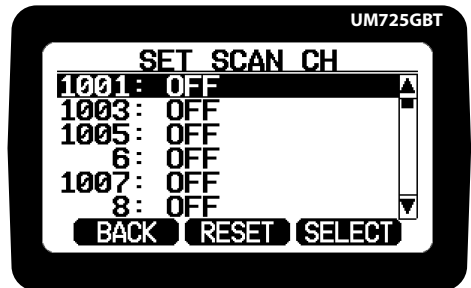 UM725GBT
SET SCAN CH
1001: OFF
1003: OFF
1005: OFF
6: OFF
1007: OFF
8: OFF
BACK RESET SELECT